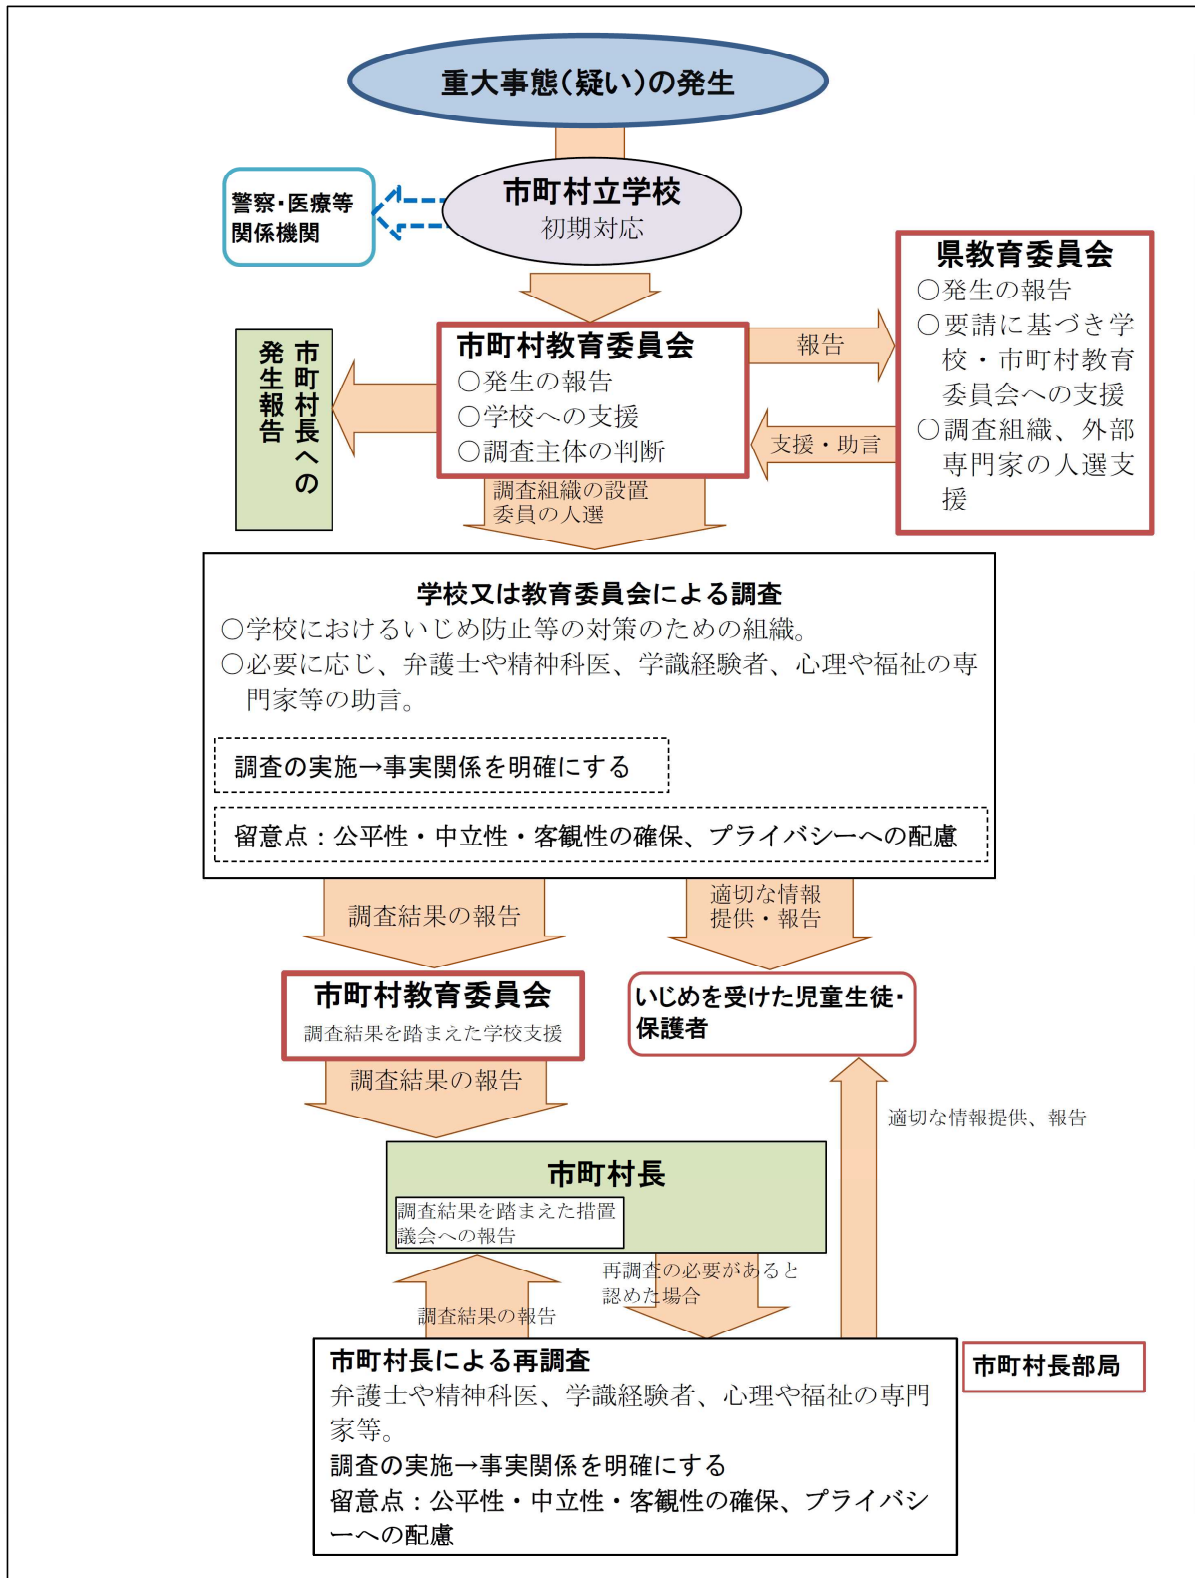 重大事態(疑い)の発生
市町村立学校
初期対応
警察・医療等
関係機関
県教育委員会
○発生の報告
○要請に基づき学
校・市町村教育
委員会への支援
○調査組織、外部
専門家の人選支
援
報告
支援・助言
市町村教育委員会
○発生の報告
○学校への支援
○調査主体の判断
市町村長への
発生報告
調査組織の設置
委員の人選
学校又は教育委員会による調査
○学校におけるいじめ防止等の対策のための組織。
○必要に応じ、弁護士や精神科医、学識経験者、心理や福祉の専
門家等の助言。
調査の実施→事実関係を明確にする
留意点：公平性・中立性・客観性の確保、プライバシーへの配慮
調査結果の報告
適切な情報
提供・報告
市町村教育委員会
調査結果を踏まえた学校支援
いじめを受けた児童生徒・
保護者
調査結果の報告
適切な情報提供、報告
市町村長
調査結果を踏まえた措置
議会への報告
再調査の必要があると
認めた場合
調査結果の報告
市町村長による再調査
弁護士や精神科医、学識経験者、心理や福祉の専門
家等。
調査の実施→事実関係を明確にする
留意点：公平性・中立性・客観性の確保、プライバシ
ーへの配慮
市町村長部局